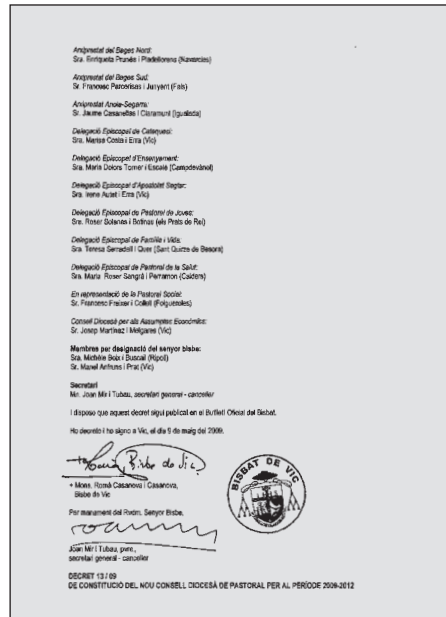 Arxiprestat del Bages Nord:
Sra. Enriqueta Prunés i Pladellorens (Navarcles)
Arxiprestat del Bages Sud:
Sr. Francesc Parcerisas i Junyent (Fals)
Arxiprestat Anoia-Segarra:
Sr. Jaume Casanellas i Claramunt (Igualada)
Delegació Episcopal de Catequesi:
Sra. Marisa Costa i Erra (Vic)
Delegació Episcopal d'Ensenyament:
Sra. Maria Dolors Torner i Escalé (Campdevànol)
Delegació Episcopal d'Apostolat Seglar:
Sra. Irene Autet i Erra (Vic)
Delegació Episcopal de Pastoral de Joves:
Sra. Roser Solanas i Botinas (els Prats de Rei)
Delegació Episcopal de Família i Vida:
Sra. Teresa Serradell i Quer (Sant Quirze de Besora)
Delegació Episcopal de Pastoral de la Salut:
Sra. Maria Roser Sangrà i Perramon (Calders)
En representació de la Pastoral Social:
Sr. Francesc Freixer i Collell (Folgueroles)
Consell Diocesà per als Assumptes Econòmics:
Sr. Josep Martínez i Melgares (Vic)
Membres per designació del senyor bisbe:
Sra. Michèle Boix i (Ripoll)
Sr. Manel i Prat (Vic)
Secretari
Mn. Joan Mir i Tubau, secretari general - canceller
I disposo que aquest decret sigui publicat en el Butlletí Oficial del Bisbat.
Ho decreto i ho signo a Vic, el dia 9 de maig del 2009.
+ Romà, Bisbe de Vic
BISBAT DE VIC
+ Mons. Romà Casanova i Casanova,
Bisbe de Vic
Per manament del Rvdm. Senyor Bisbe,
Joan Mir i Tubau, pvre.,
secretari general - canceller
DECRET 13 / 09
DE CONSTITUCIÓ DEL NOU CONSELL DIOCESÀ DE PASTORAL PER AL PERÍODE 2009-2012